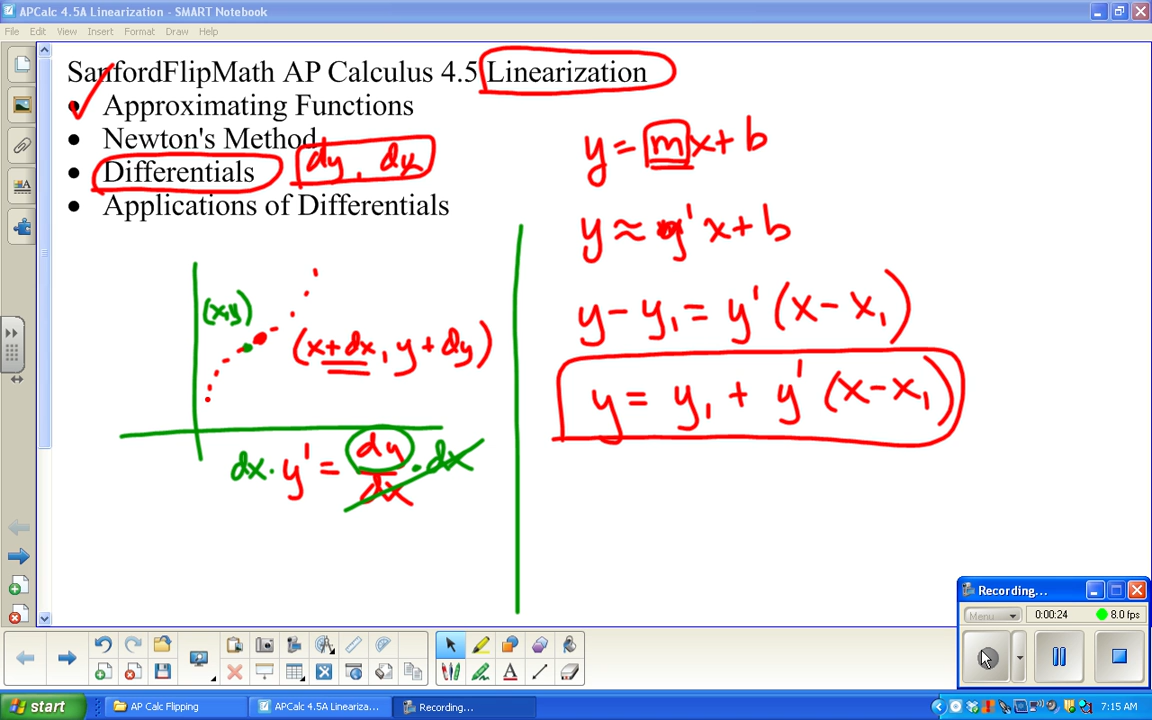 APCalc 4.5A Linearization - SMART Notebook
File Edit View Insert Format Draw Help
SanfordFlipMath AP Calculus 4.5 Linearization
• Approximating Functions
• Newton's Method
• Differentials dy, dx
• Applications of Differentials
y = mx + b
y ≈ y' x + b
y - y₁ = y' (x - x₁)
y = y₁ + y' (x - x₁)
(x,y)
(x+dx, y+dy)
dx · y' = dy/dx · dx
Recording...
Menu 0:00:24 8.0 fps
start AP Calc Flipping APCalc 4.5A Lineariza... Recording... 7:15 AM